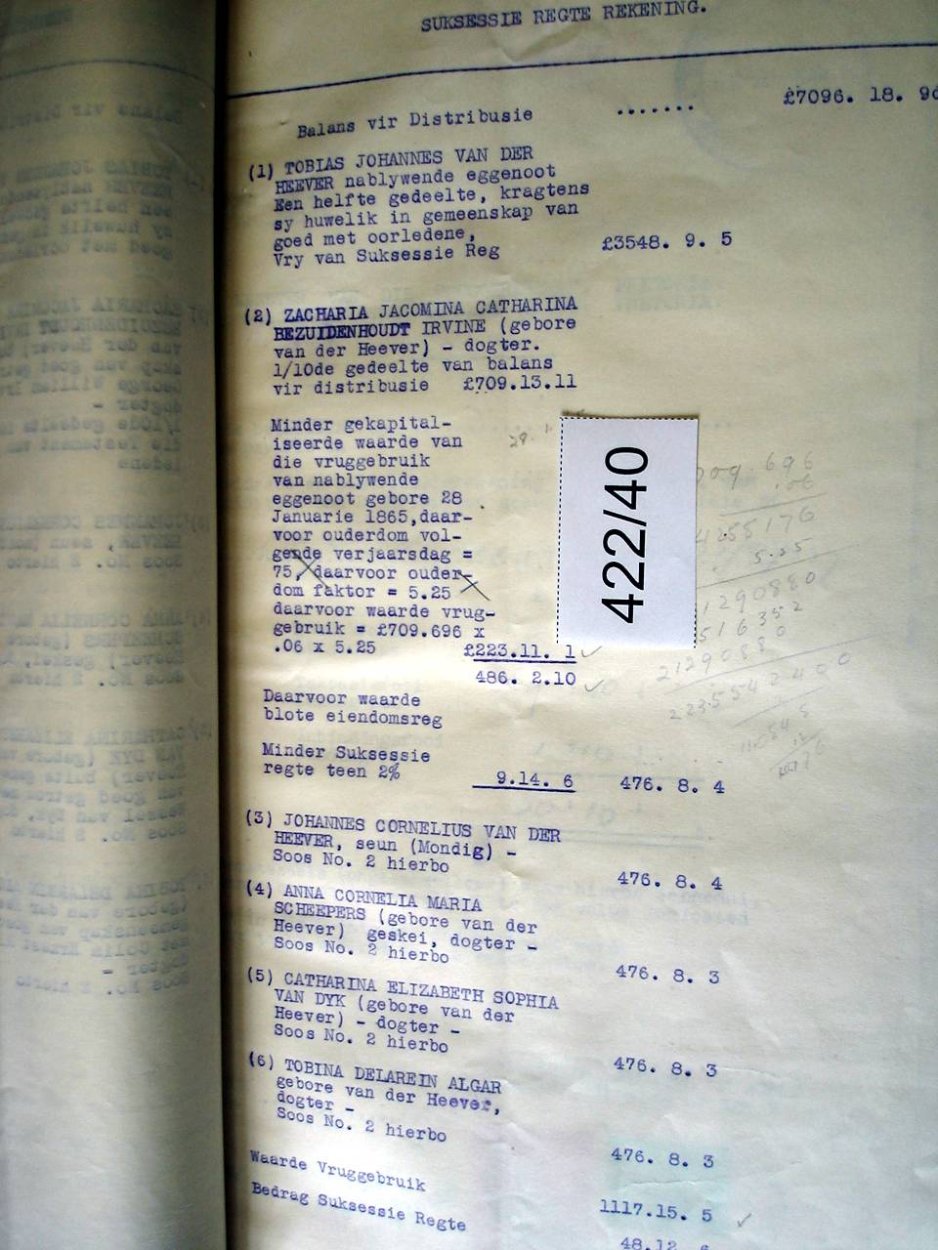 SUKSESSIE REGTE REKENING.
Balans vir Distribusie ....... £7096. 18. 9
(1) TOBIAS JOHANNES VAN DER
HEEVER nablywende eggenoot
Een helfte gedeelte, kragtens
sy huwelik in gemeenskap van
goed met oorledene,
Vry van Suksessie Reg £3548. 9. 5
(2) ZACHARIA JACOMINA CATHARINA
BEZUIDENHOUDT IRVINE (gebore
van der Heever) - dogter.
1/10de gedeelte van balans
vir distribusie £709.13.11
Minder gekapital-
iseerde waarde van
die vruggebruik
van nablywende
eggenoot gebore 28
Januarie 1865,daar-
voor ouderdom vol-
gende verjaarsdag =
75, daarvoor ouder-
dom faktor = 5.25
daarvoor waarde vrug-
gebruik = £709.696 x
.06 x 5.25 £223.11. 1
486. 2.10
Daarvoor waarde
blote eiendomsreg
Minder Suksessie
regte teen 2% 9.14. 6 476. 8. 4
(3) JOHANNES CORNELIUS VAN DER
HEEVER, seun (Mondig) -
Soos No. 2 hierbo 476. 8. 4
(4) ANNA CORNELIA MARIA
SCHEEPERS (gebore van der
Heever) geskei, dogter -
Soos No. 2 hierbo 476. 8. 3
(5) CATHARINA ELIZABETH SOPHIA
VAN DYK (gebore van der
Heever) - dogter -
Soos No. 2 hierbo 476. 8. 3
(6) TOBINA DELAREIN ALGAR
gebore van der Heever,
dogter -
Soos No. 2 hierbo 476. 8. 3
Waarde Vruggebruik 1117.15. 5
Bedrag Suksessie Regte 48.12. 6
422/40
5.25